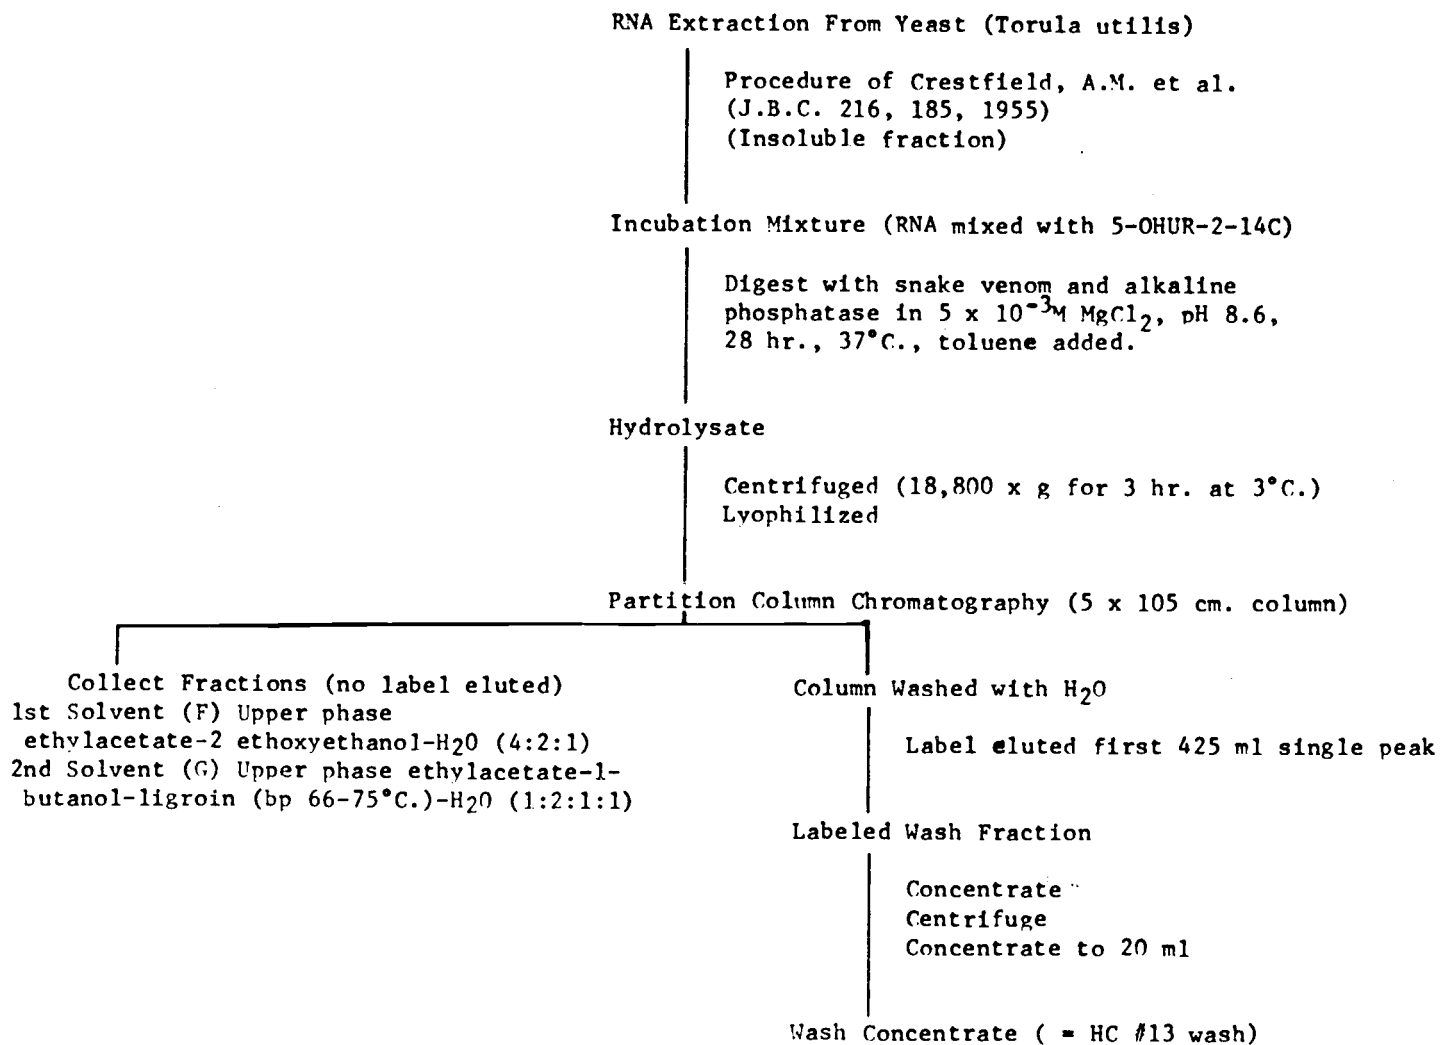 RNA Extraction From Yeast (Torula utilis)
Procedure of Crestfield, A.M. et al.
(J.B.C. 216, 185, 1955)
(Insoluble fraction)
Incubation Mixture (RNA mixed with 5-OHUR-2-14C)
Digest with snake venom and alkaline
phosphatase in 5 x 10⁻³M MgCl₂, pH 8.6,
28 hr., 37°C., toluene added.
Hydrolysate
Centrifuged (18,800 x g for 3 hr. at 3°C.)
Lyophilized
Partition Column Chromatography (5 x 105 cm. column)
Collect Fractions (no label eluted)
1st Solvent (F) Upper phase
ethylacetate-2 ethoxyethanol-H₂O (4:2:1)
2nd Solvent (G) Upper phase ethylacetate-1-
butanol-ligroin (bp 66-75°C.)-H₂O (1:2:1:1)
Column Washed with H₂O
Label eluted first 425 ml single peak
Labeled Wash Fraction
Concentrate
Centrifuge
Concentrate to 20 ml
Wash Concentrate ( = HC #13 wash)